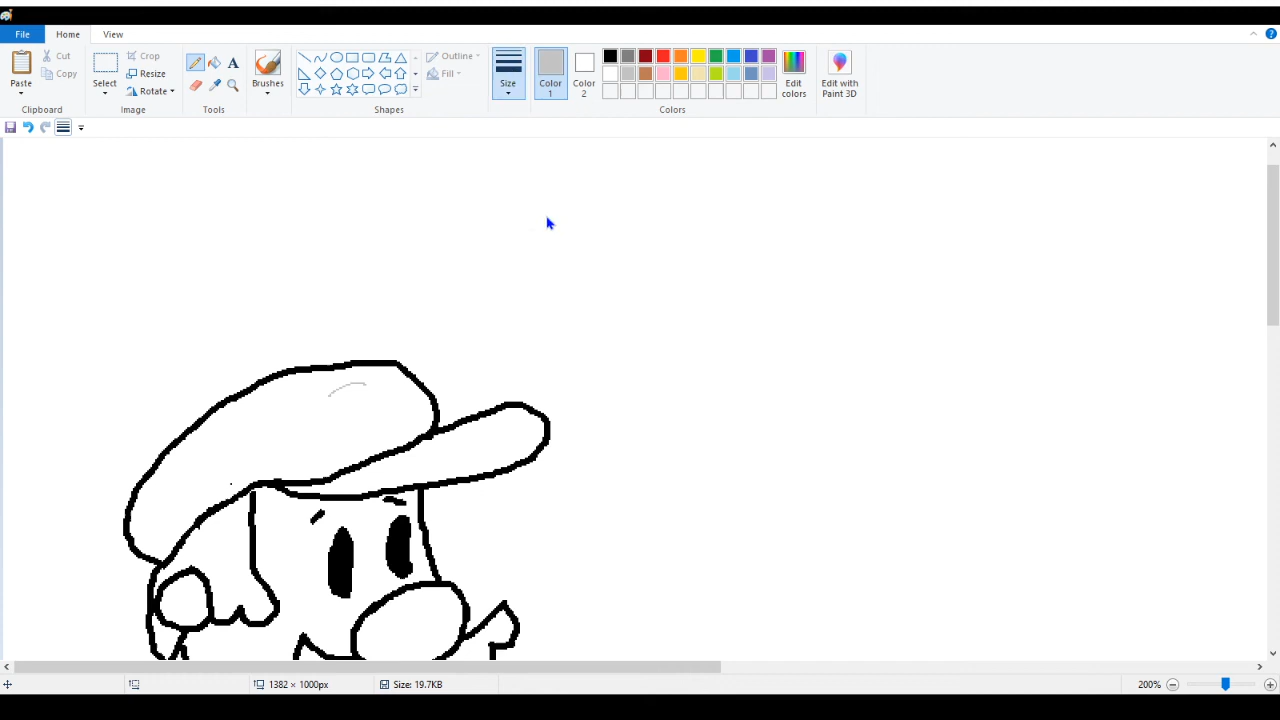 File Home View
Paste Cut Copy Select Crop Resize Rotate A Brushes Outline Fill Size Color 1 Color 2 Edit colors Edit with Paint 3D
Clipboard Image Tools Shapes Colors
1382 × 1000px Size: 19.7KB 200%